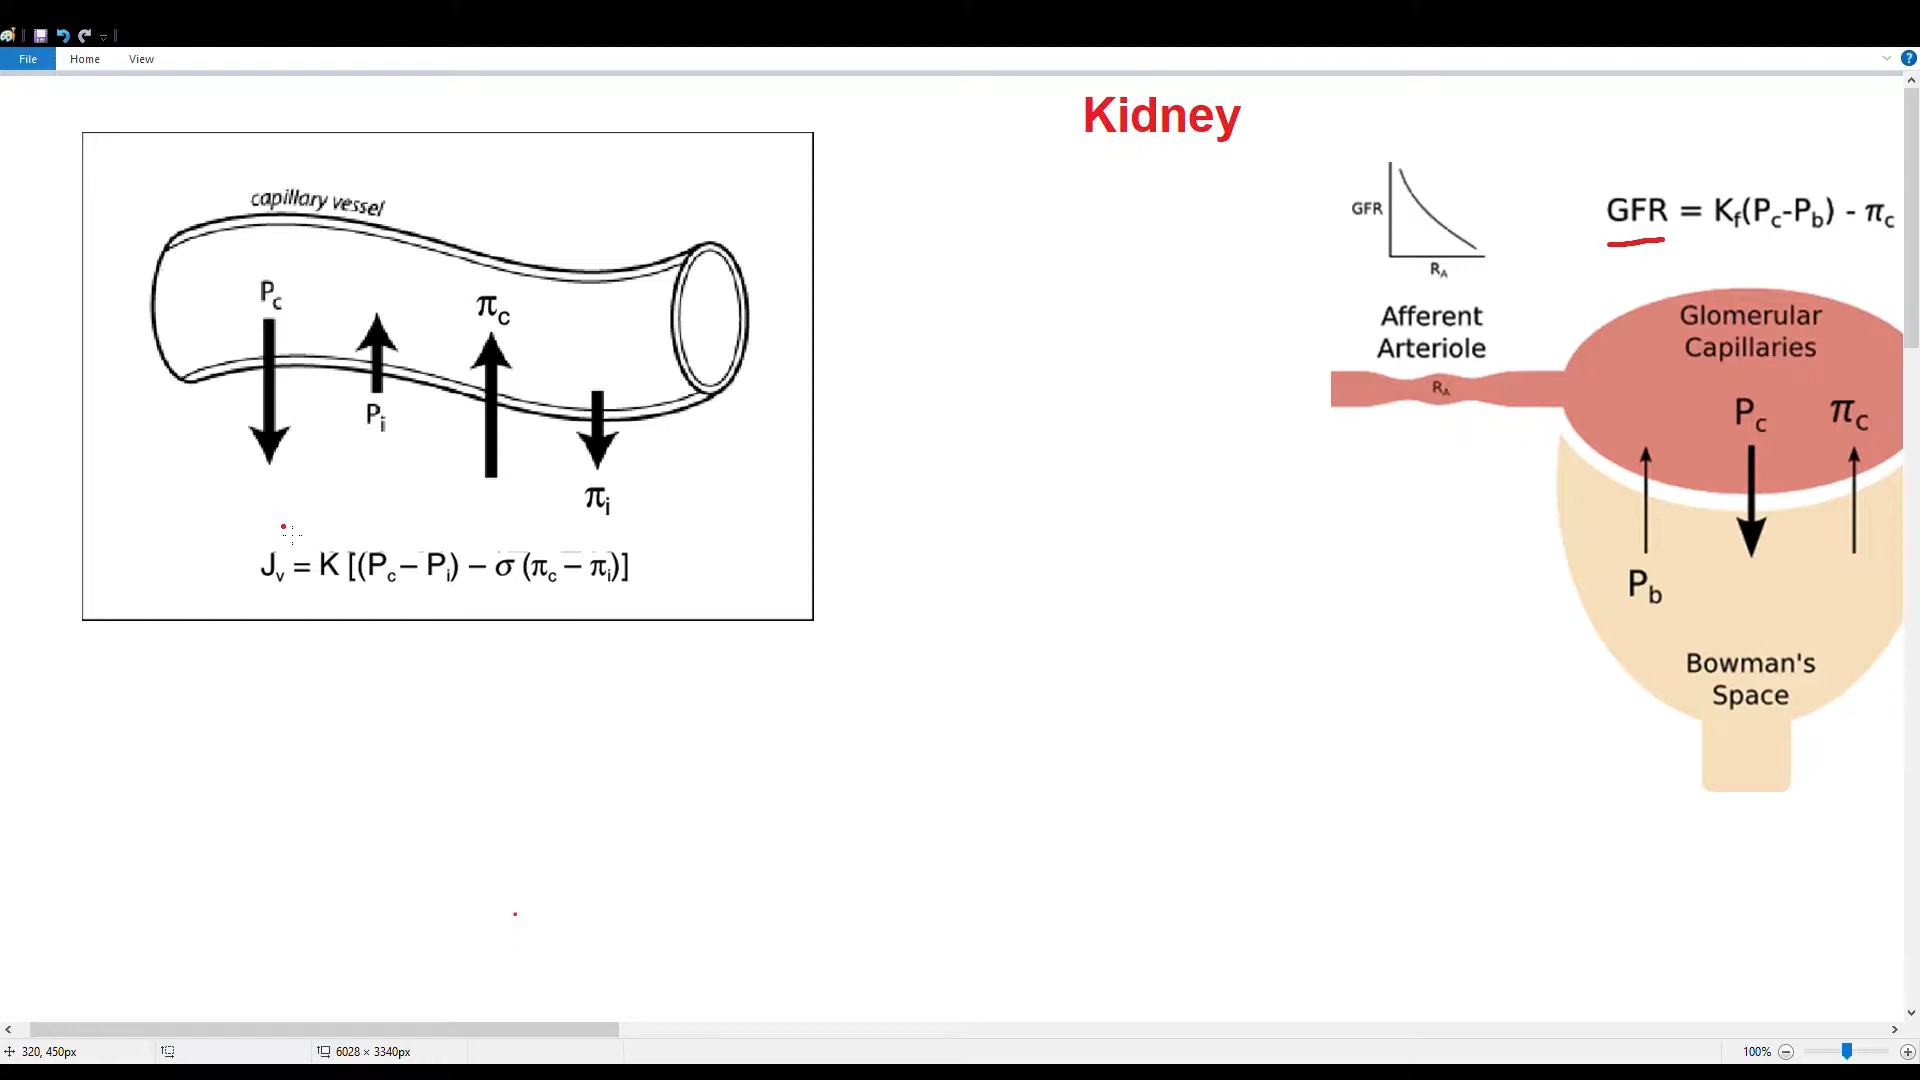 File Home View
Kidney
capillary vessel
Pc
Pi
πc
πi
Jv = K [(Pc – Pi) – σ (πc – πi)]
GFR
RA
GFR = Kf(Pc-Pb) - πc
Afferent
Arteriole
RA
Glomerular
Capillaries
Pc
πc
Pb
Bowman's
Space
320, 450px
6028 × 3340px
100%